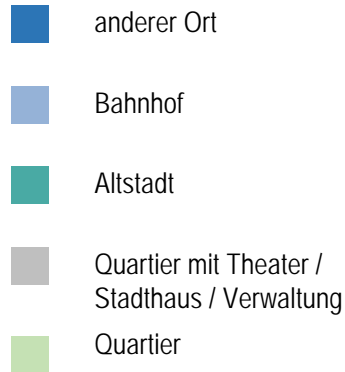 anderer Ort
Bahnhof
Altstadt
Quartier mit Theater /
Stadthaus / Verwaltung
Quartier